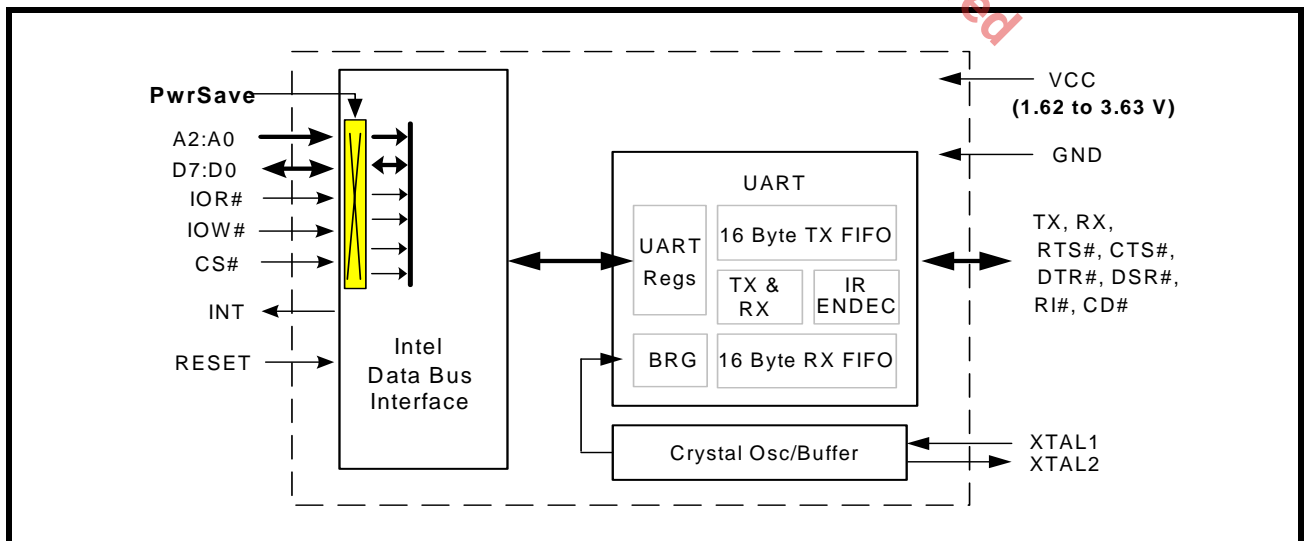 ed
PwrSave
A2:A0
D7:D0
IOR#
IOW#
CS#
INT
RESET
Intel
Data Bus
Interface
UART
UART
Regs
16 Byte TX FIFO
TX &
RX
IR
ENDEC
BRG
16 Byte RX FIFO
Crystal Osc/Buffer
VCC
(1.62 to 3.63 V)
GND
TX, RX,
RTS#, CTS#,
DTR#, DSR#,
RI#, CD#
XTAL1
XTAL2